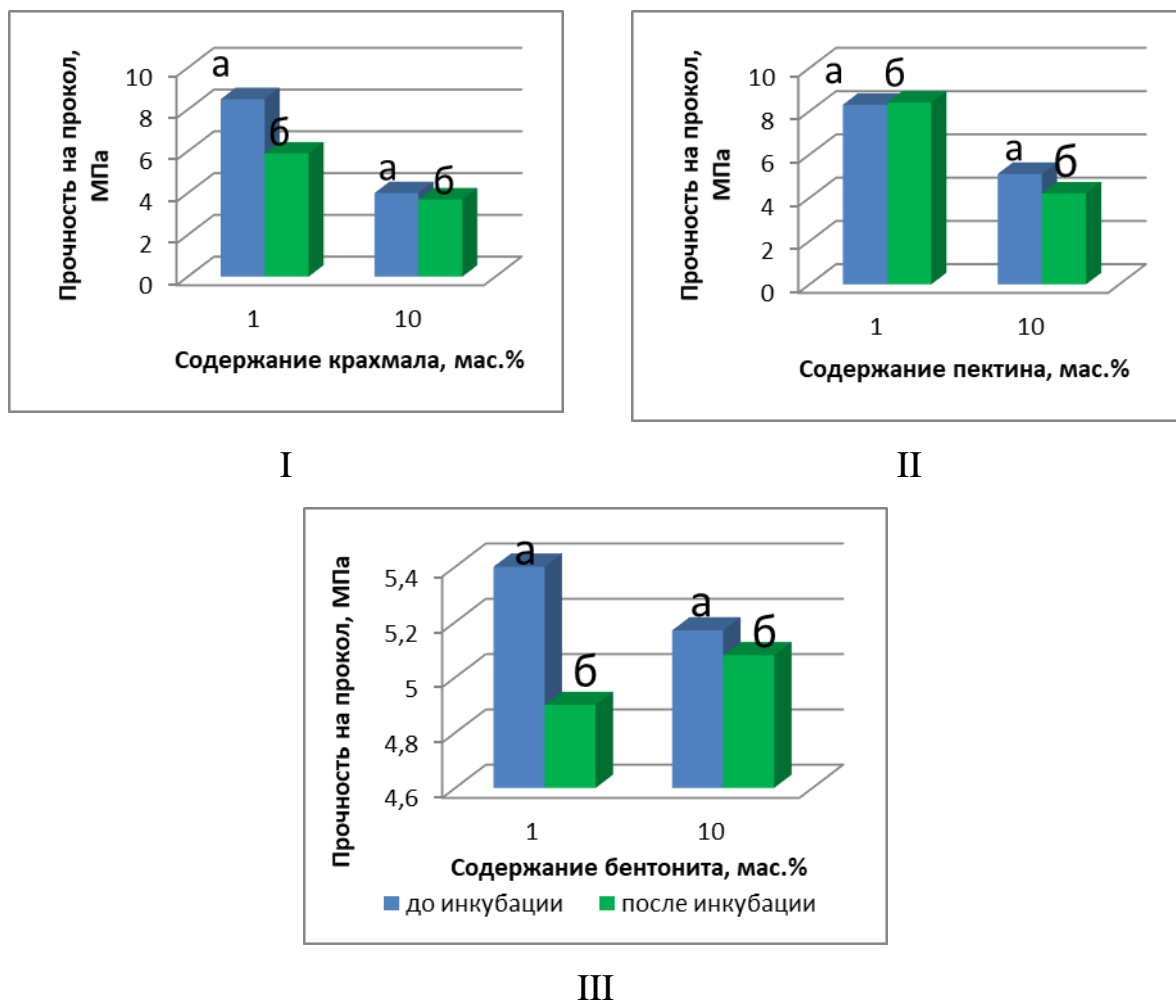 Прочность на прокол,
МПа
10
8
6
4
2
0
а
б
а
б
1
10
Содержание крахмала, мас.%
I
Прочность на прокол,
МПа
10
8
6
4
2
0
а
б
а
б
1
10
Содержание пектина, мас.%
II
Прочность на прокол, МПа
5,4
5,2
5
4,8
4,6
а
б
а
б
1
10
Содержание бентонита, мас.%
до инкубации
после инкубации
III